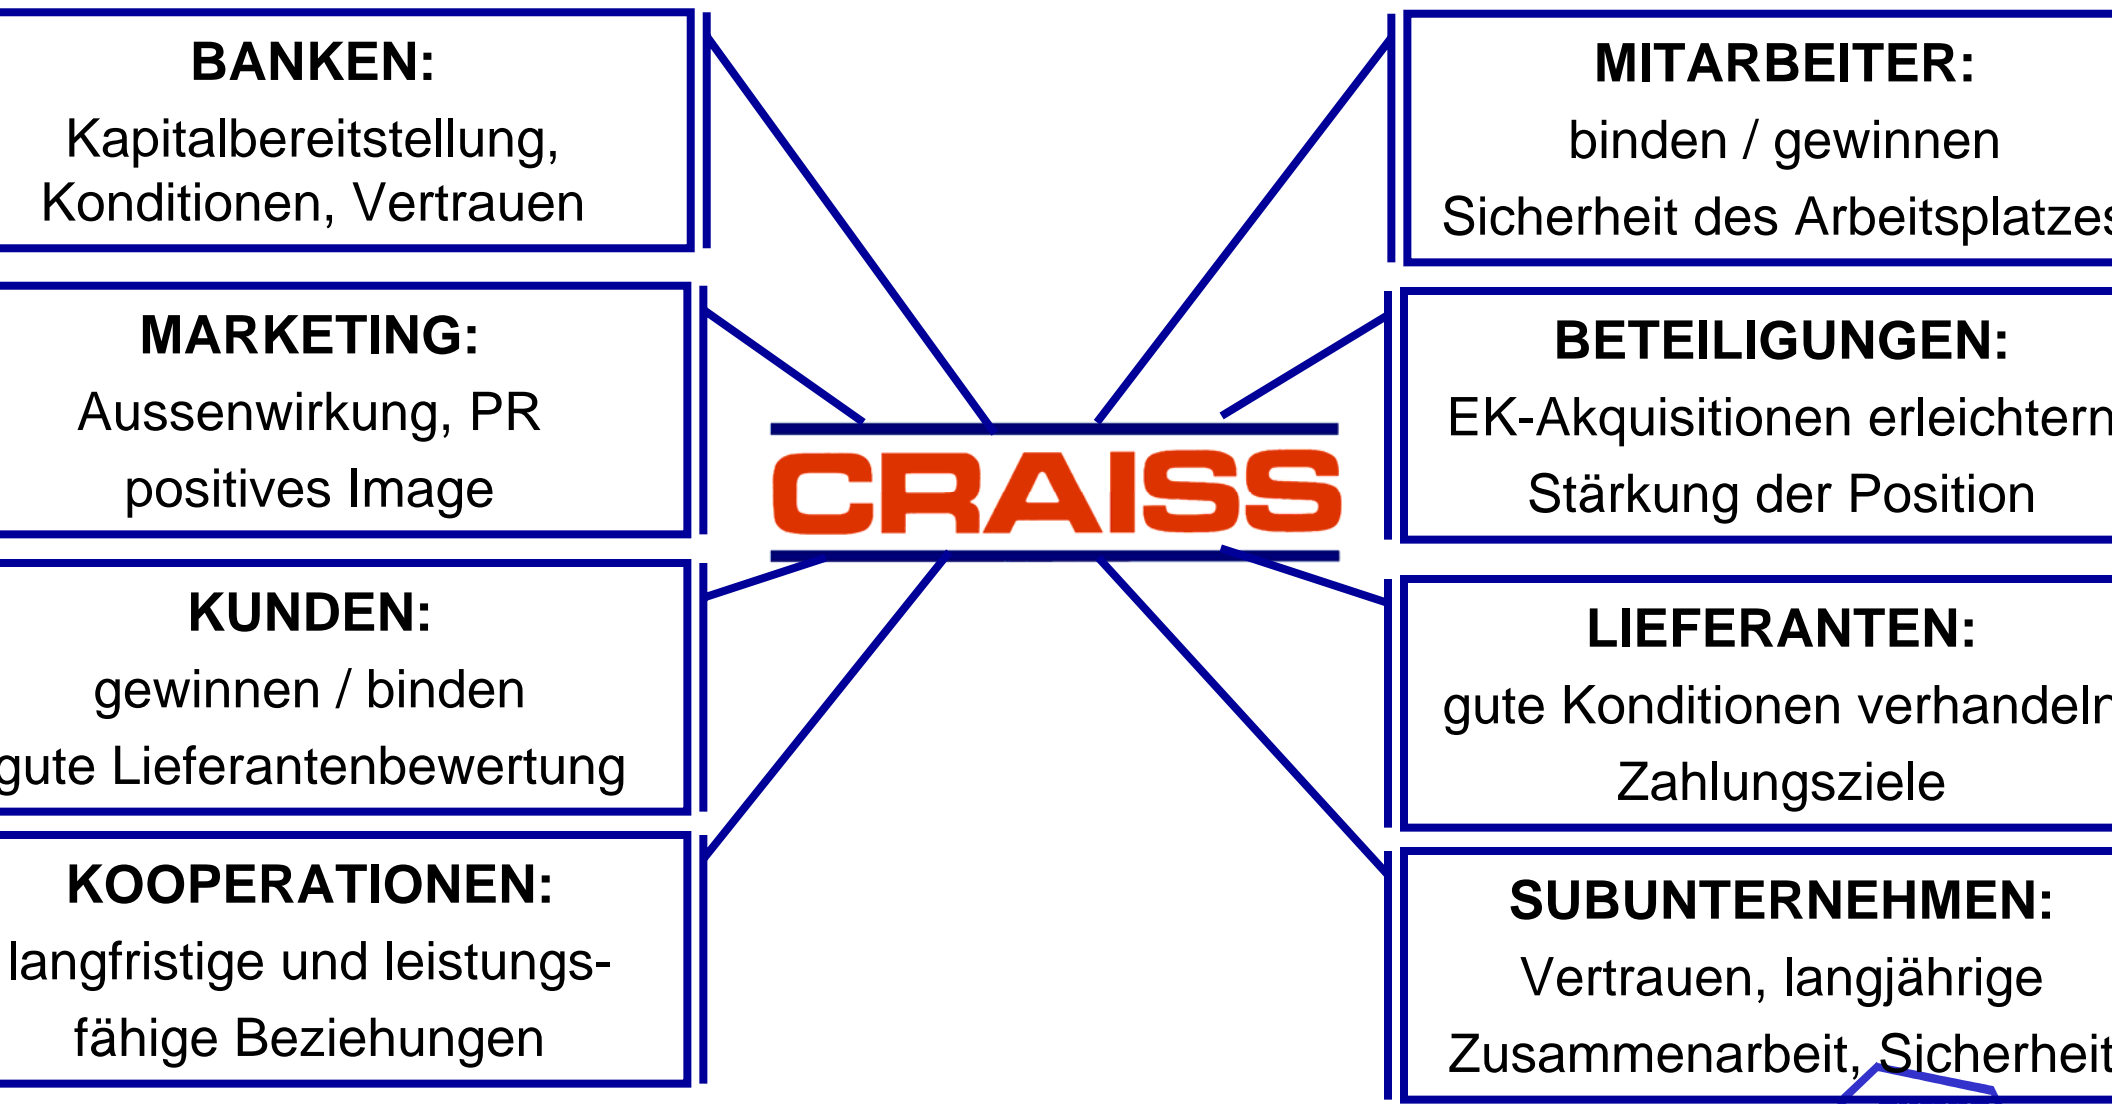 BANKEN:
Kapitalbereitstellung,
Konditionen, Vertrauen
MARKETING:
Aussenwirkung, PR
positives Image
KUNDEN:
gewinnen / binden
gute Lieferantenbewertung
KOOPERATIONEN:
langfristige und leistungs-
fähige Beziehungen
CRAISS
MITARBEITER:
binden / gewinnen
Sicherheit des Arbeitsplatzes
BETEILIGUNGEN:
EK-Akquisitionen erleichtern
Stärkung der Position
LIEFERANTEN:
gute Konditionen verhandeln
Zahlungsziele
SUBUNTERNEHMEN:
Vertrauen, langjährige
Zusammenarbeit, Sicherheit